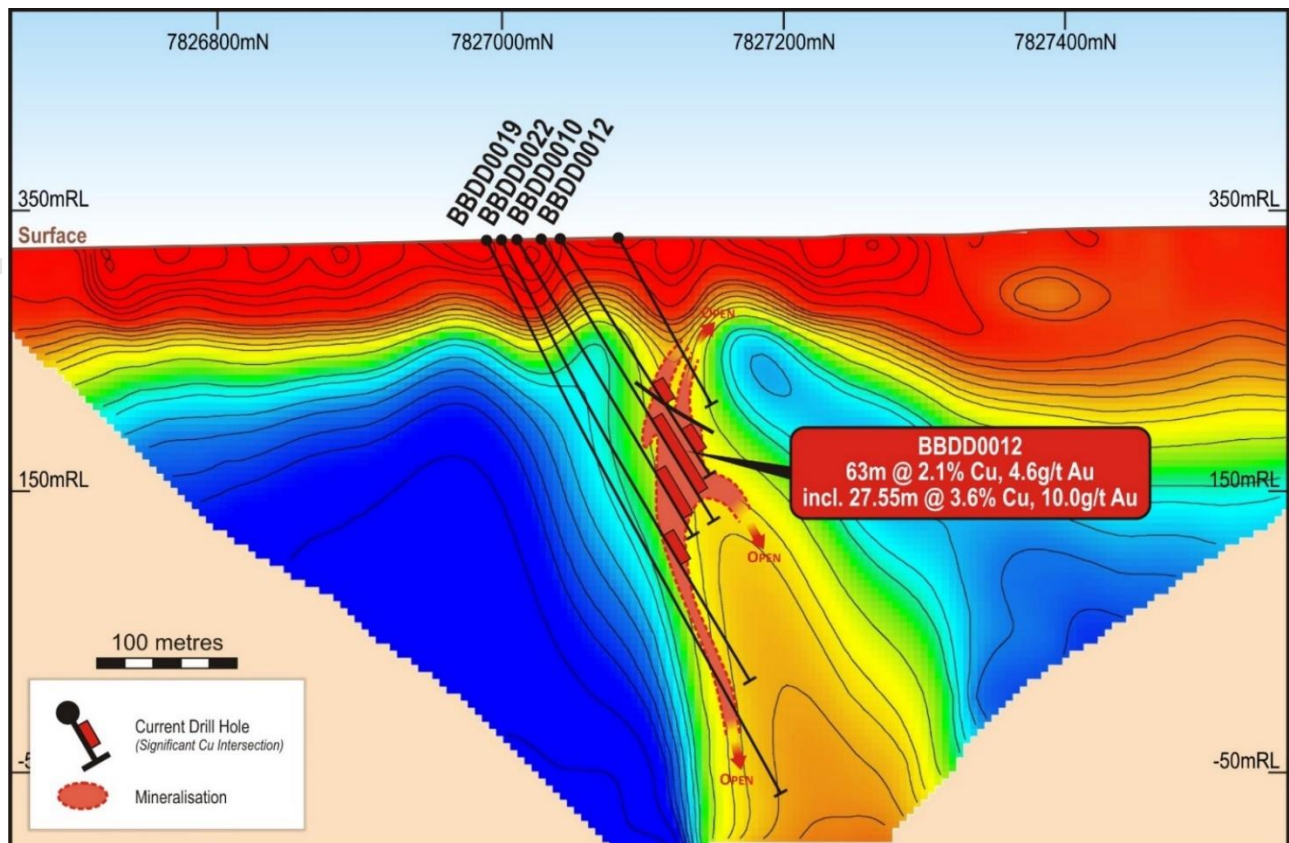 7826800mN
7827000mN
7827200mN
7827400mN
BBDD0019
BBDD0022
BBDD0010
BBDD0012
350mRL
350mRL
Surface
OPEN
BBDD0012
63m @ 2.1% Cu, 4.6g/t Au
incl. 27.55m @ 3.6% Cu, 10.0g/t Au
150mRL
150mRL
OPEN
100 metres
Current Drill Hole
(Significant Cu Intersection)
Mineralisation
OPEN
-5
-50mRL